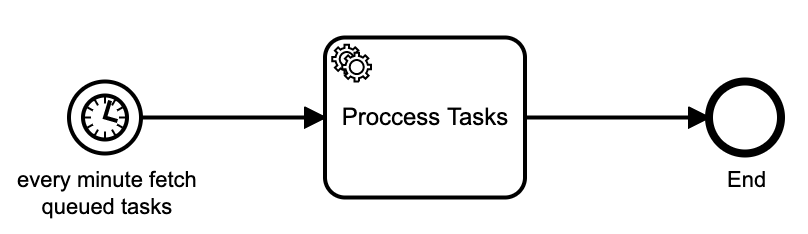 Proccess Tasks
every minute fetch
queued tasks
End